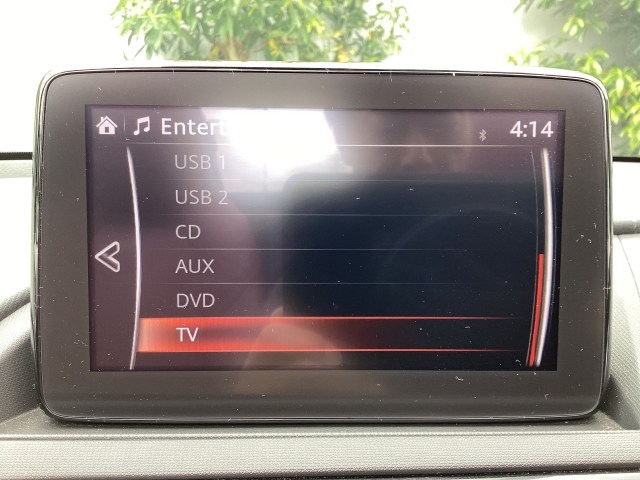 Entert
4:14
USB 1
USB 2
CD
AUX
DVD
TV